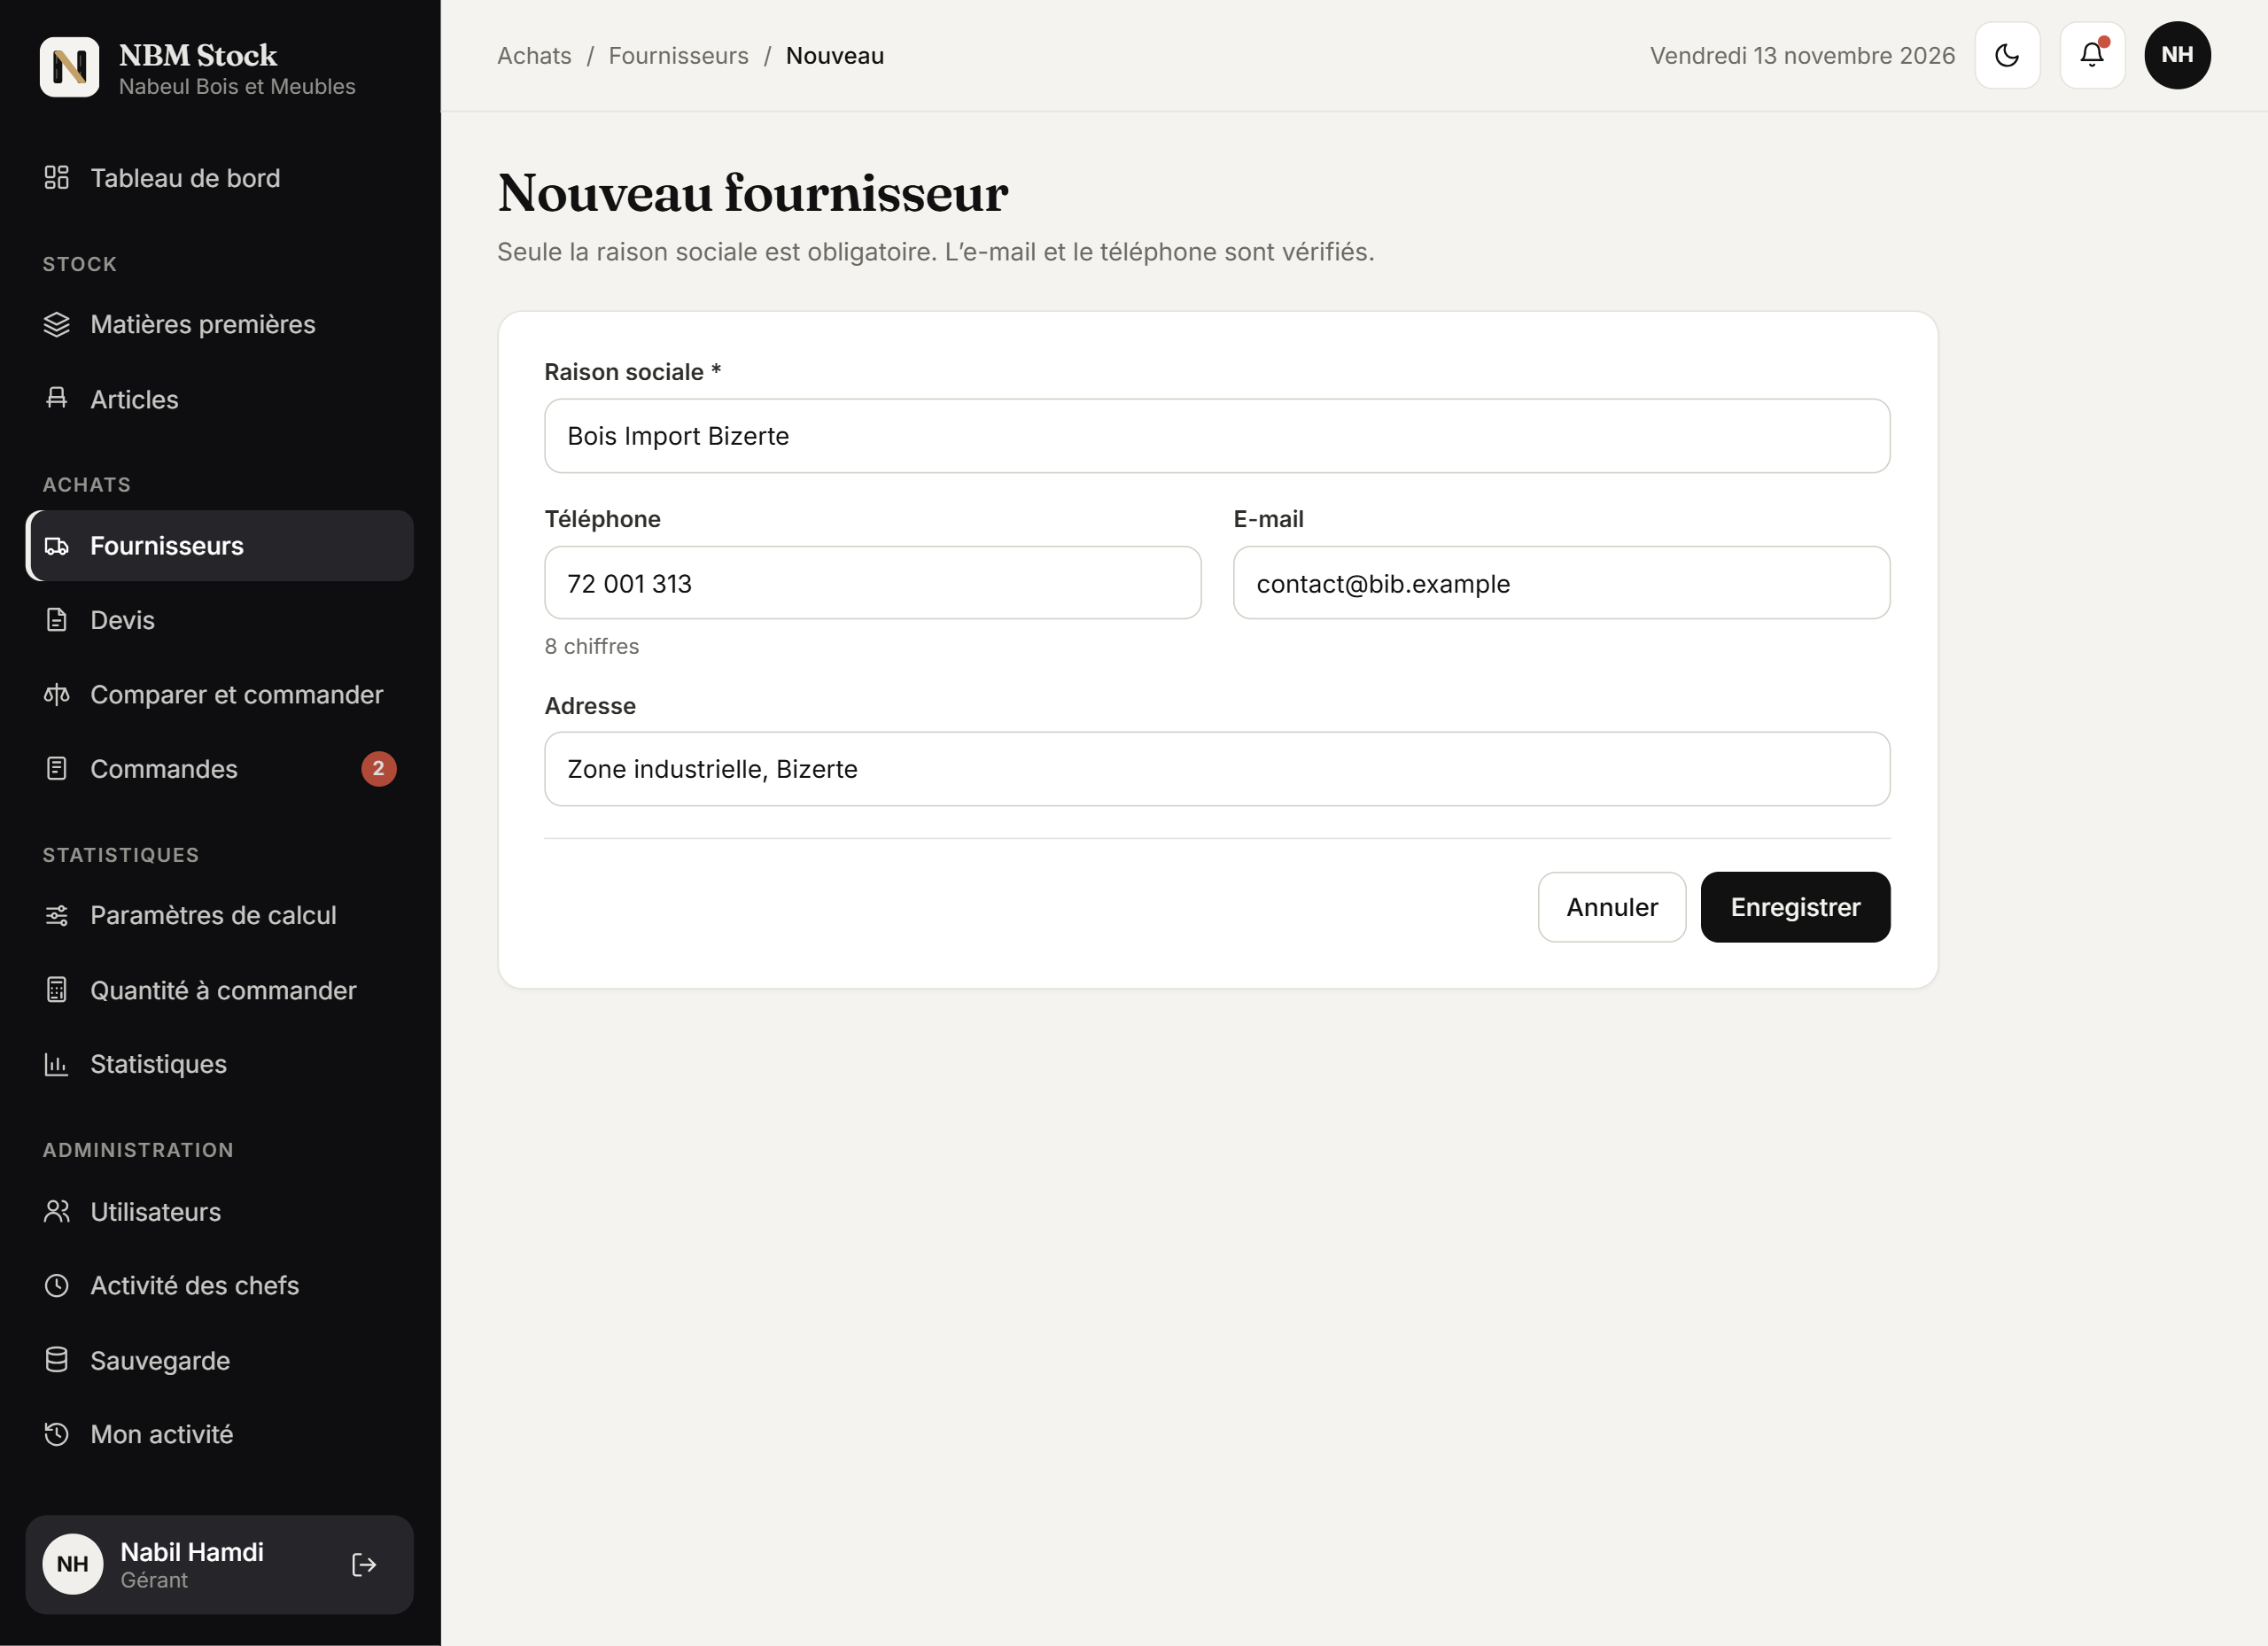 NBM Stock
Nabeul Bois et Meubles
Tableau de bord
STOCK
Matières premières
Articles
ACHATS
Fournisseurs
Devis
Comparer et commander
Commandes 2
STATISTIQUES
Paramètres de calcul
Quantité à commander
Statistiques
ADMINISTRATION
Utilisateurs
Activité des chefs
Sauvegarde
Mon activité
NH Nabil Hamdi
Gérant
Achats / Fournisseurs / Nouveau
Vendredi 13 novembre 2026 NH
Nouveau fournisseur
Seule la raison sociale est obligatoire. L’e-mail et le téléphone sont vérifiés.
Raison sociale *
Bois Import Bizerte
Téléphone E-mail
72 001 313 contact@bib.example
8 chiffres
Adresse
Zone industrielle, Bizerte
Annuler Enregistrer